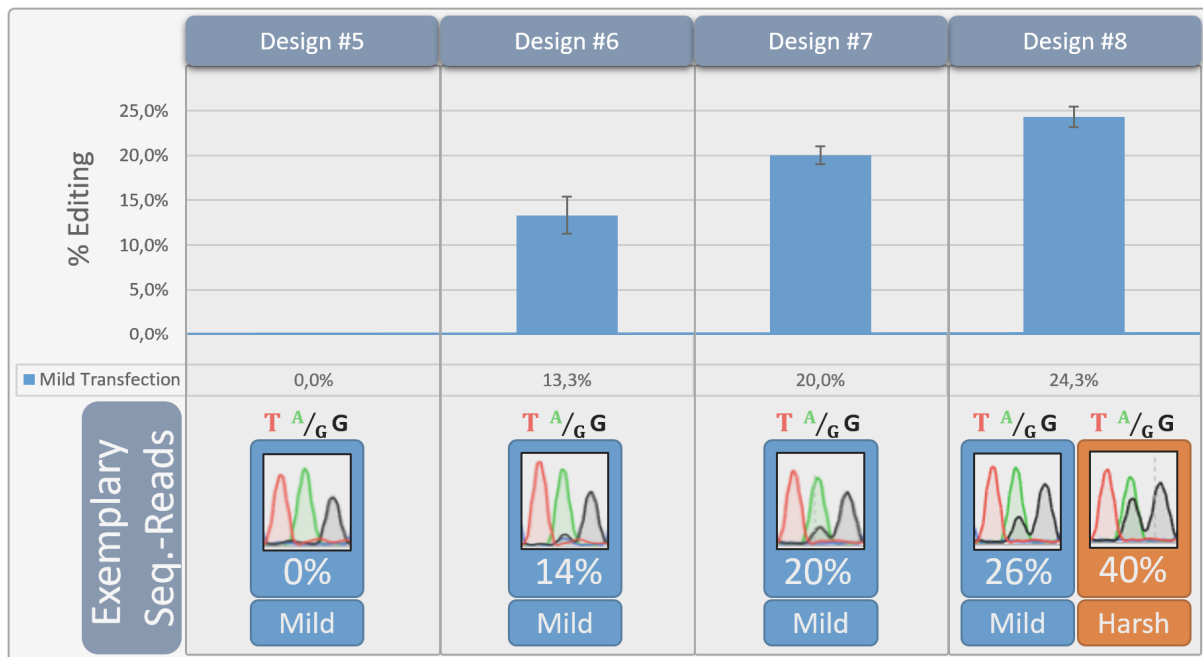 Design #5 Design #6 Design #7 Design #8
% Editing
25,0%
20,0%
15,0%
10,0%
5,0%
0,0%
Mild Transfection 0,0% 13,3% 20,0% 24,3%
Exemplary
Seq.-Reads
T A/G G T A/G G T A/G G T A/G G T A/G G
0% 14% 20% 26% 40%
Mild Mild Mild Mild Harsh